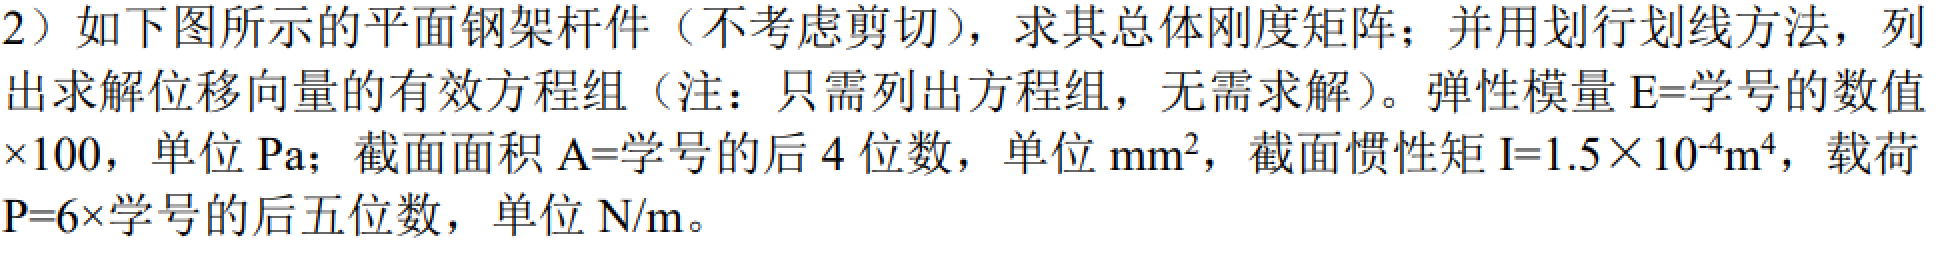 2）如下图所示的平面钢架杆件（不考虑剪切），求其总体刚度矩阵；并用划行划线方法，列
出求解位移向量的有效方程组（注：只需列出方程组，无需求解）。弹性模量 E=学号的数值
×100，单位 Pa；截面面积 A=学号的后 4 位数，单位 mm²，截面惯性矩 I=1.5×10⁻⁴m⁴，载荷
P=6×学号的后五位数，单位 N/m。